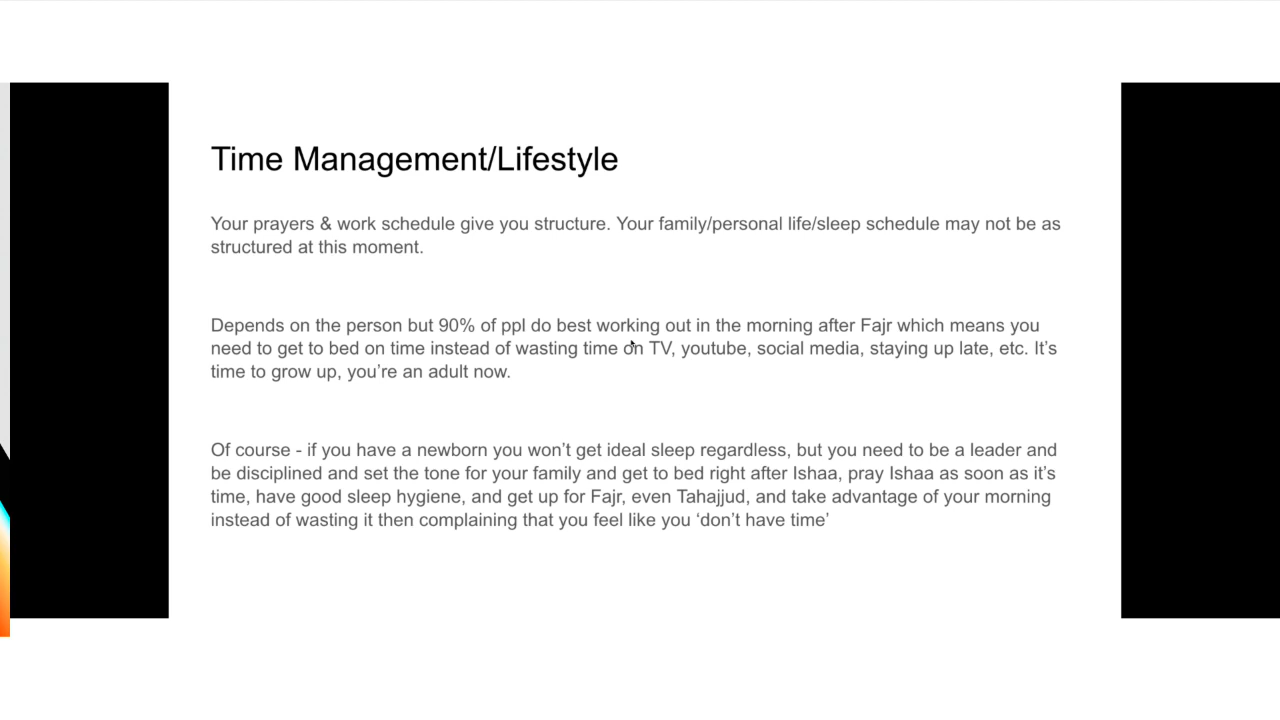 Time Management/Lifestyle
Your prayers & work schedule give you structure. Your family/personal life/sleep schedule may not be as
structured at this moment.
Depends on the person but 90% of ppl do best working out in the morning after Fajr which means you
need to get to bed on time instead of wasting time on TV, youtube, social media, staying up late, etc. It’s
time to grow up, you’re an adult now.
Of course - if you have a newborn you won’t get ideal sleep regardless, but you need to be a leader and
be disciplined and set the tone for your family and get to bed right after Ishaa, pray Ishaa as soon as it’s
time, have good sleep hygiene, and get up for Fajr, even Tahajjud, and take advantage of your morning
instead of wasting it then complaining that you feel like you ‘don’t have time’